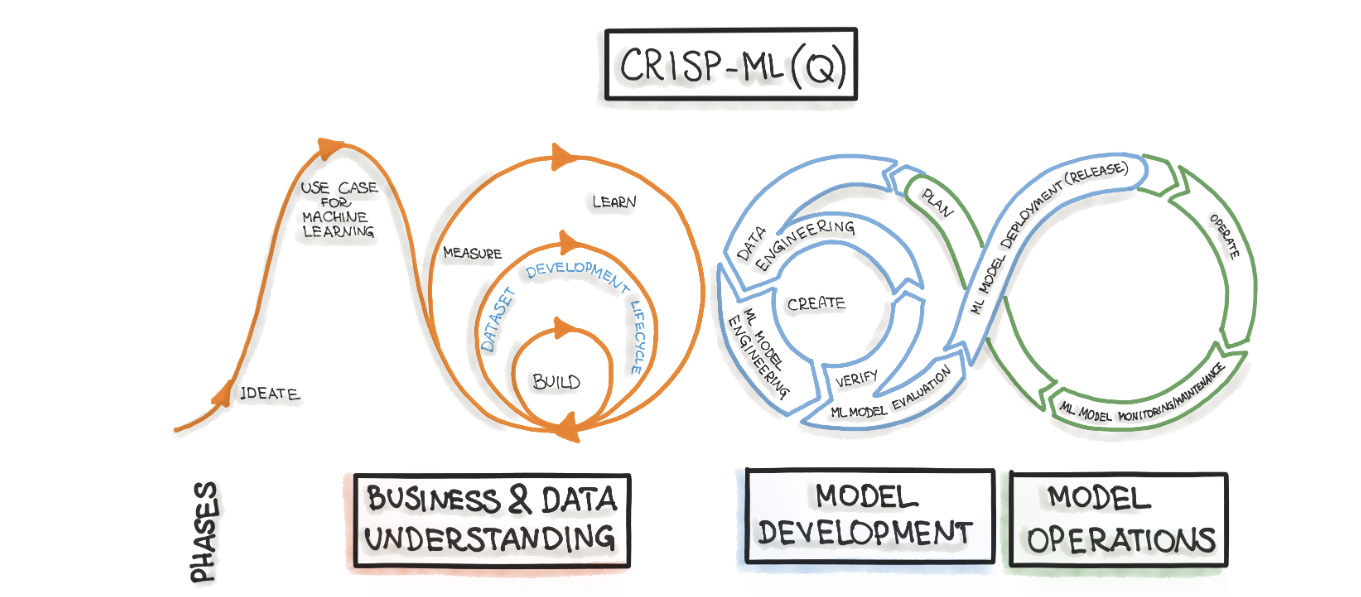 CRISP-ML(Q)
IDEATE
USE CASE
FOR
MACHINE
LEARNING
MEASURE
LEARN
DATASET DEVELOPMENT LIFECYCLE
BUILD
DATA
ENGINEERING
PLAN
CREATE
ML MODEL
ENGINEERING
VERIFY
ML MODEL EVALUATION
ML MODEL DEPLOYMENT (RELEASE)
OPERATE
ML MODEL MONITORING/MAINTENANCE
PHASES
BUSINESS & DATA
UNDERSTANDING
MODEL
DEVELOPMENT
MODEL
OPERATIONS